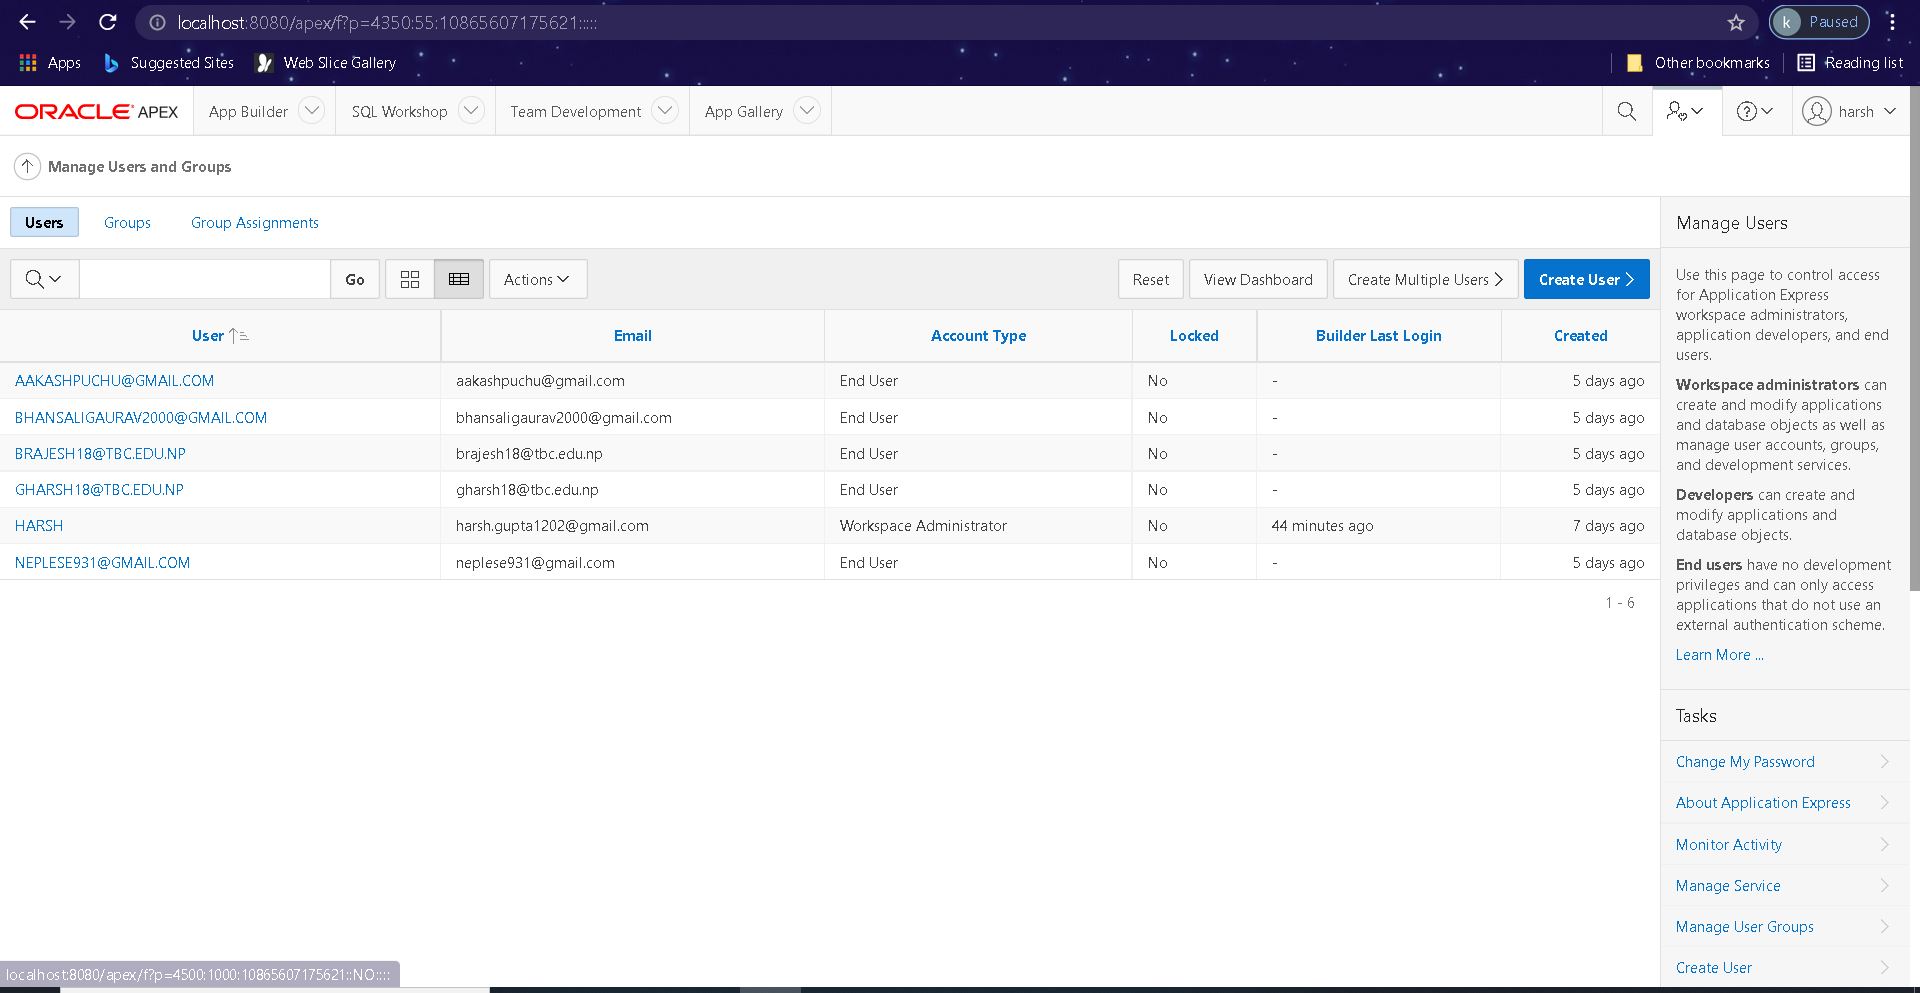 localhost:8080/apex/f?p=4350:55:10865607175621:::::
k Paused
Apps Suggested Sites Web Slice Gallery Other bookmarks Reading list
ORACLE APEX App Builder SQL Workshop Team Development App Gallery harsh
Manage Users and Groups
Users Groups Group Assignments
Go Actions Reset View Dashboard Create Multiple Users Create User
User Email Account Type Locked Builder Last Login Created
AAKASHPUCHU@GMAIL.COM aakashpuchu@gmail.com End User No - 5 days ago
BHANSALIGAURAV2000@GMAIL.COM bhansaligaurav2000@gmail.com End User No - 5 days ago
BRAJESH18@TBC.EDU.NP brajesh18@tbc.edu.np End User No - 5 days ago
GHARSH18@TBC.EDU.NP gharsh18@tbc.edu.np End User No - 5 days ago
HARSH harsh.gupta1202@gmail.com Workspace Administrator No 44 minutes ago 7 days ago
NEPLESE931@GMAIL.COM neplese931@gmail.com End User No - 5 days ago
1 - 6
Manage Users
Use this page to control access
for Application Express
workspace administrators,
application developers, and end
users.
Workspace administrators can
create and modify applications
and database objects as well as
manage user accounts, groups,
and development services.
Developers can create and
modify applications and
database objects.
End users have no development
privileges and can only access
applications that do not use an
external authentication scheme.
Learn More ...
Tasks
Change My Password
About Application Express
Monitor Activity
Manage Service
Manage User Groups
Create User
localhost:8080/apex/f?p=4500:1000:10865607175621::NO::::